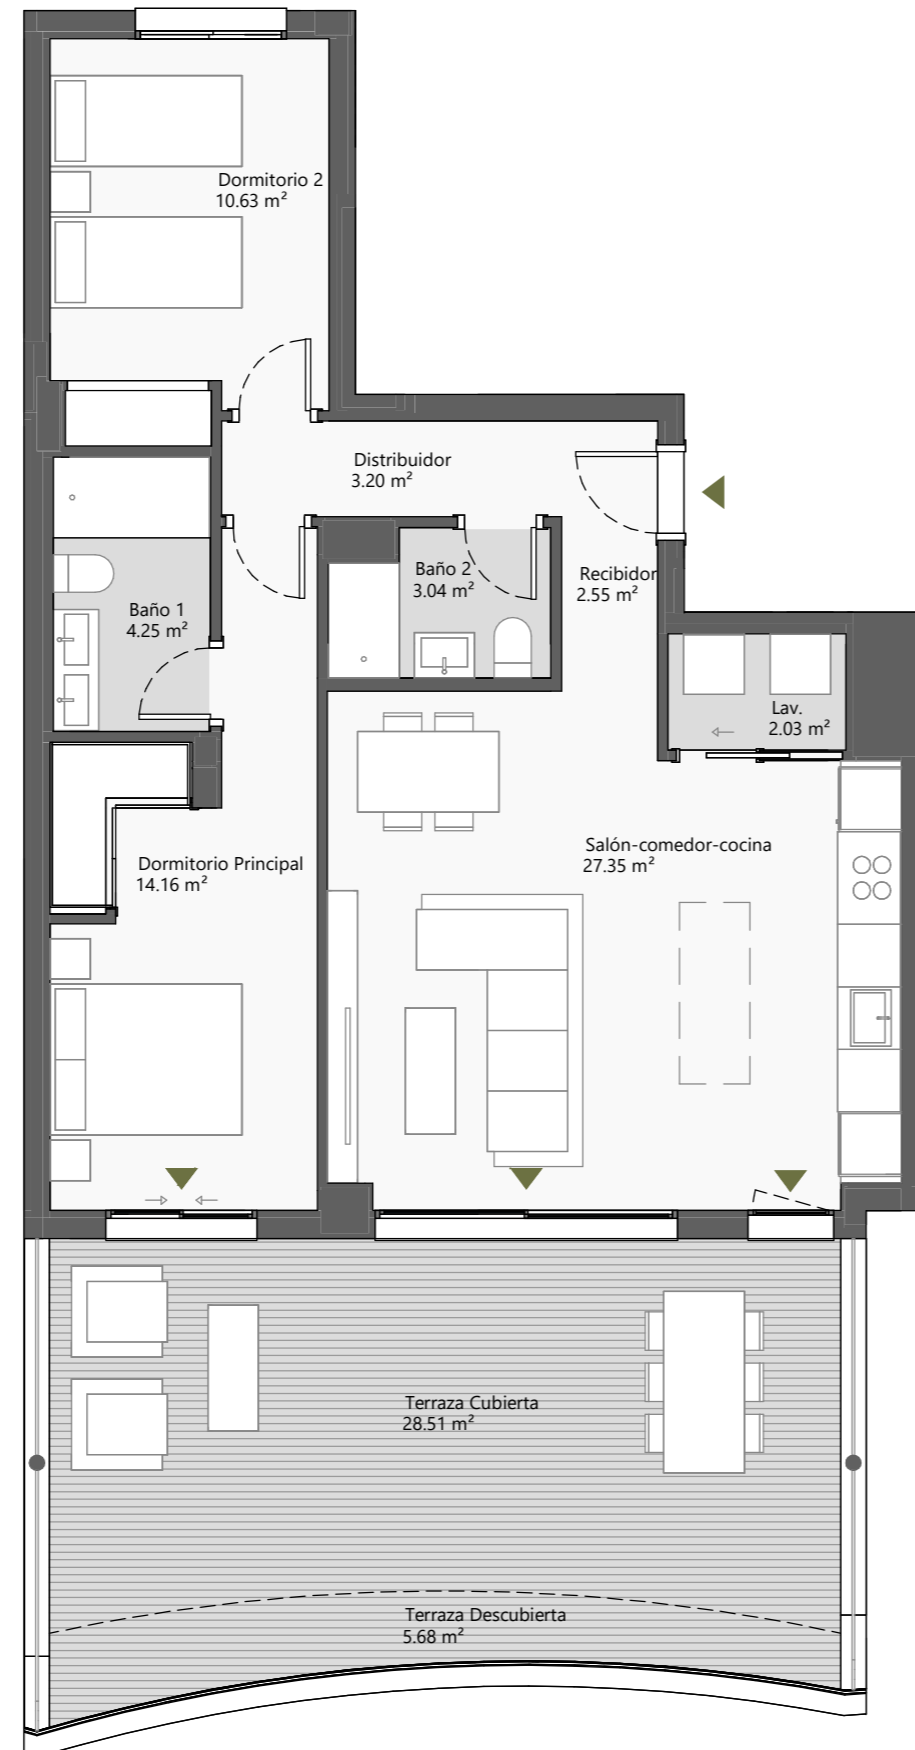 Dormitorio 2
10.63 m²
Distribuidor
3.20 m²
Baño 2
3.04 m²
Recibidor
2.55 m²
Baño 1
4.25 m²
Lav.
2.03 m²
Salón-comedor-cocina
27.35 m²
Dormitorio Principal
14.16 m²
Terraza Cubierta
28.51 m²
Terraza Descubierta
5.68 m²